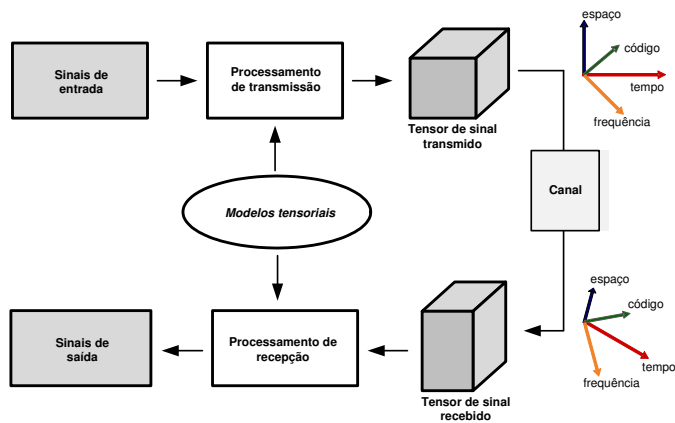 Sinais de
entrada
Processamento
de transmissão
Tensor de sinal
transmido
espaço
código
tempo
frequência
Canal
Modelos tensoriais
Sinais de
saída
Processamento de
recepção
Tensor de sinal
recebido
espaço
código
tempo
frequência